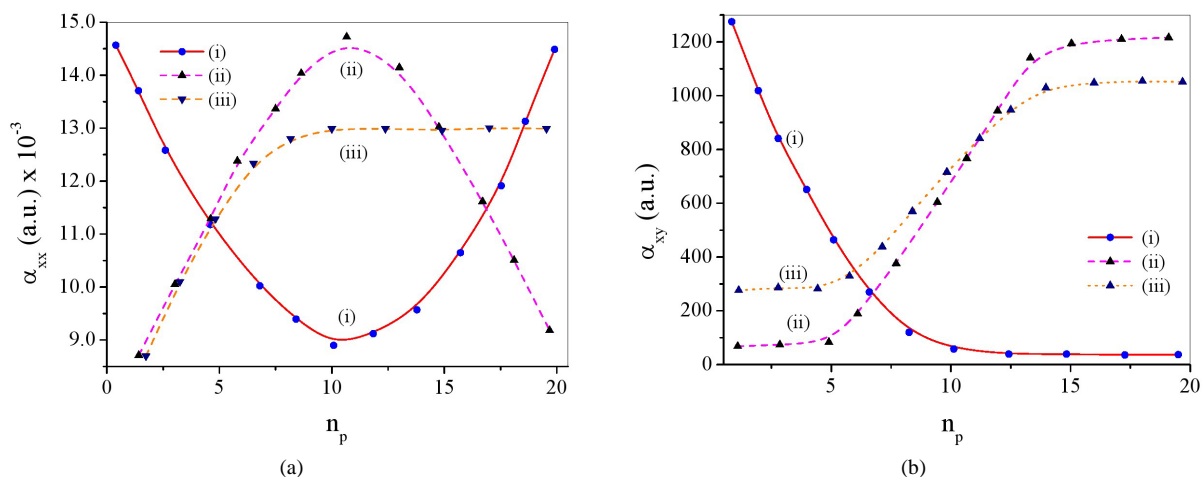 15.0
14.0
13.0
12.0
11.0
10.0
9.0
α_xx (a.u.) x 10^-3
(i)
(ii)
(iii)
(ii)
(iii)
(i)
0 5 10 15 20
n_p
(a)
1200
1000
800
600
400
200
0
α_xy (a.u.)
(i)
(i)
(ii)
(iii)
(iii)
(ii)
5 10 15 20
n_p
(b)